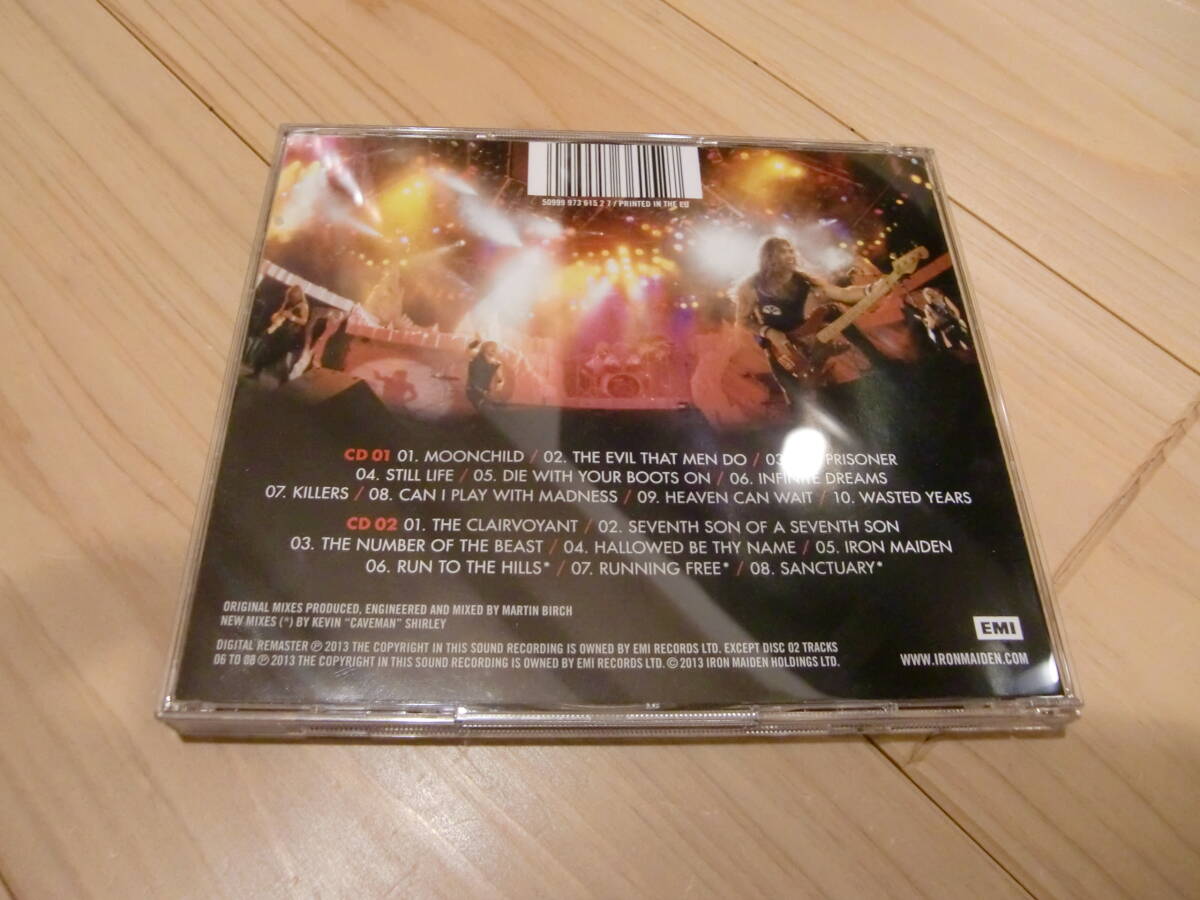 50999 973 615 2 7 / PRINTED IN THE EU
CD 01 01. MOONCHILD / 02. THE EVIL THAT MEN DO / 03. PRISONER
04. STILL LIFE / 05. DIE WITH YOUR BOOTS ON / 06. INFINITE DREAMS
07. KILLERS / 08. CAN I PLAY WITH MADNESS / 09. HEAVEN CAN WAIT / 10. WASTED YEARS
CD 02 01. THE CLAIRVOYANT / 02. SEVENTH SON OF A SEVENTH SON
03. THE NUMBER OF THE BEAST / 04. HALLOWED BE THY NAME / 05. IRON MAIDEN
06. RUN TO THE HILLS* / 07. RUNNING FREE* / 08. SANCTUARY*
ORIGINAL MIXES PRODUCED, ENGINEERED AND MIXED BY MARTIN BIRCH
NEW MIXES (*) BY KEVIN "CAVEMAN" SHIRLEY
DIGITAL REMASTER ℗ 2013 THE COPYRIGHT IN THIS SOUND RECORDING IS OWNED BY EMI RECORDS LTD. EXCEPT DISC 02 TRACKS
06 TO 08 ℗ 2013 THE COPYRIGHT IN THIS SOUND RECORDING IS OWNED BY EMI RECORDS LTD. © 2013 IRON MAIDEN HOLDINGS LTD.
EMI
WWW.IRONMAIDEN.COM